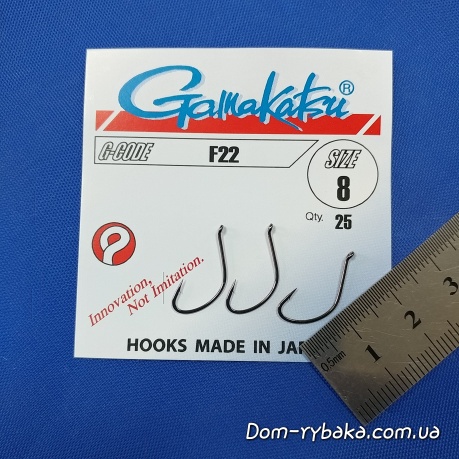 Gamakatsu®
G-CODE F22 SIZE
8
Qty. 25
Innovation,
Not Imitation.
HOOKS MADE IN
0.5mm 1 2 3
Dom-rybaka.com.ua